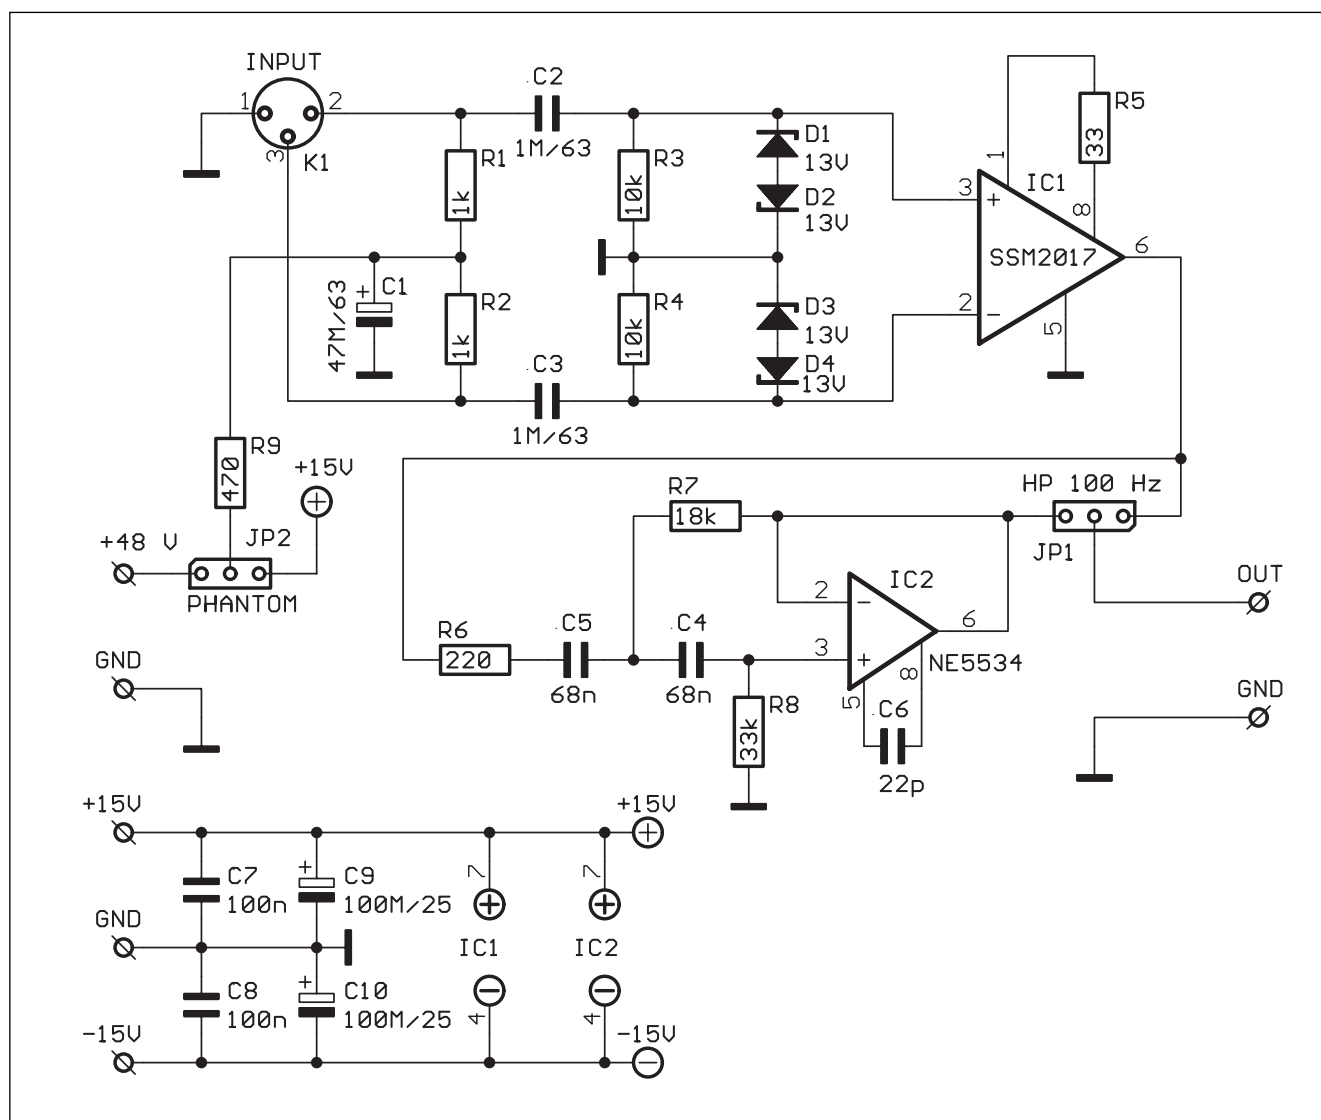 INPUT
1
2
3
K1
C2
1M/63
R1
1k
R3
10k
D1
13V
D2
13V
R5
33
1
IC1
8
3
+
SSM2017
6
2
-
5
+
C1
47M/63
R2
1k
R4
10k
D3
13V
D4
13V
C3
1M/63
R9
470
+15V
+48 V
JP2
PHANTOM
R7
18k
HP 100 Hz
JP1
OUT
IC2
2
-
3
+
6
NE5534
8
5
R6
220
C5
68n
C4
68n
R8
33k
C6
22p
GND
GND
+15V
+15V
C7
100n
+
C9
100M/25
7
7
GND
IC1
IC2
C8
100n
+
C10
100M/25
4
4
-15V
-15V